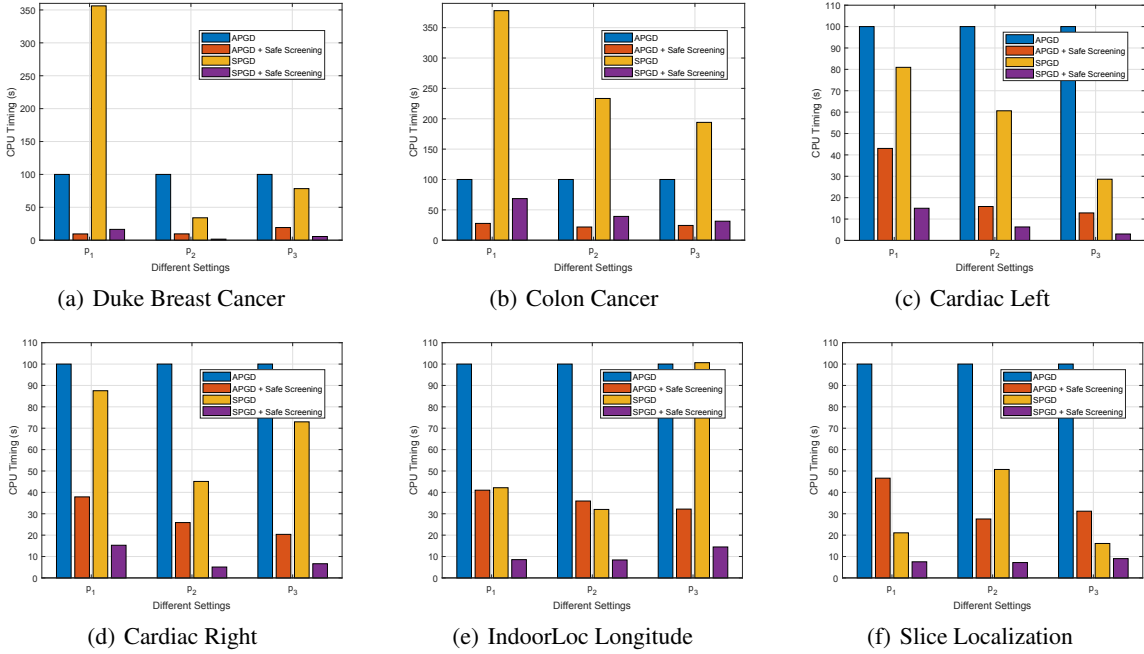 CPU Timing (s)
350
300
250
200
150
100
50
0
APGD
APGD + Safe Screening
SPGD
SPGD + Safe Screening
p1
p2
p3
Different Settings
(a) Duke Breast Cancer
CPU Timing (s)
350
300
250
200
150
100
50
0
APGD
APGD + Safe Screening
SPGD
SPGD + Safe Screening
p1
p2
p3
Different Settings
(b) Colon Cancer
CPU Timing (s)
110
100
90
80
70
60
50
40
30
20
10
0
APGD
APGD + Safe Screening
SPGD
SPGD + Safe Screening
p1
p2
p3
Different Settings
(c) Cardiac Left
CPU Timing (s)
110
100
90
80
70
60
50
40
30
20
10
0
APGD
APGD + Safe Screening
SPGD
SPGD + Safe Screening
p1
p2
p3
Different Settings
(d) Cardiac Right
CPU Timing (s)
110
100
90
80
70
60
50
40
30
20
10
0
APGD
APGD + Safe Screening
SPGD
SPGD + Safe Screening
p1
p2
p3
Different Settings
(e) IndoorLoc Longitude
CPU Timing (s)
110
100
90
80
70
60
50
40
30
20
10
0
APGD
APGD + Safe Screening
SPGD
SPGD + Safe Screening
p1
p2
p3
Different Settings
(f) Slice Localization